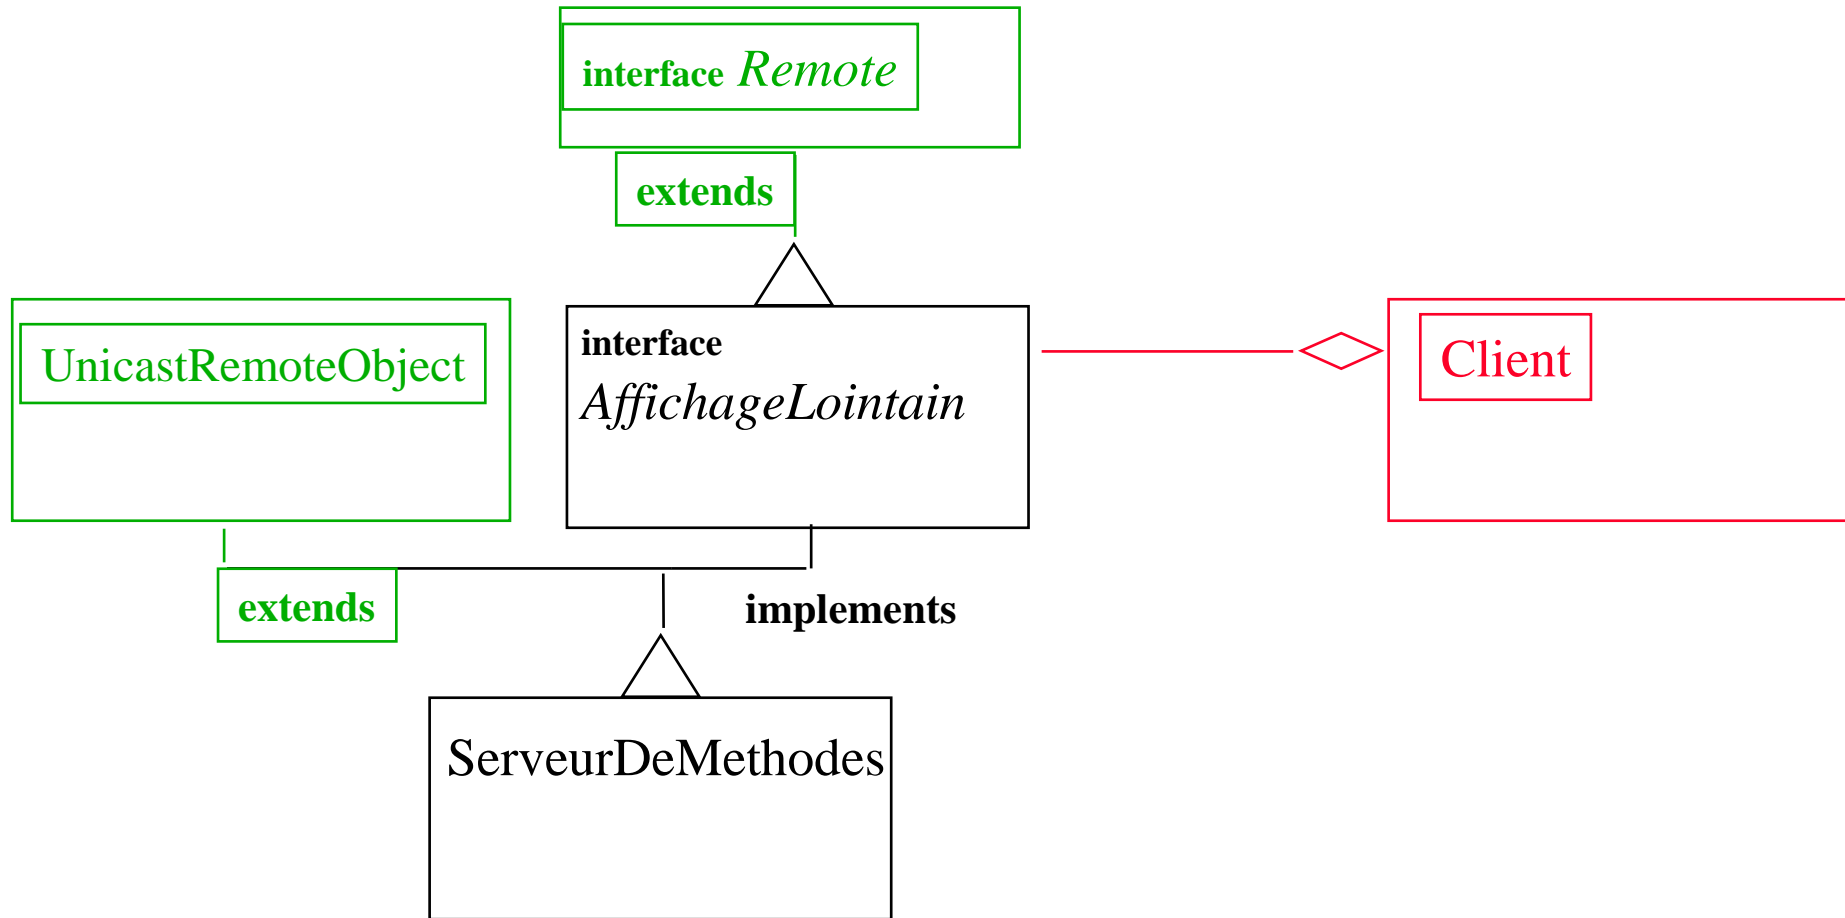 interface Remote
extends
UnicastRemoteObject
interface
AffichageLointain
Client
extends
implements
ServeurDeMethodes